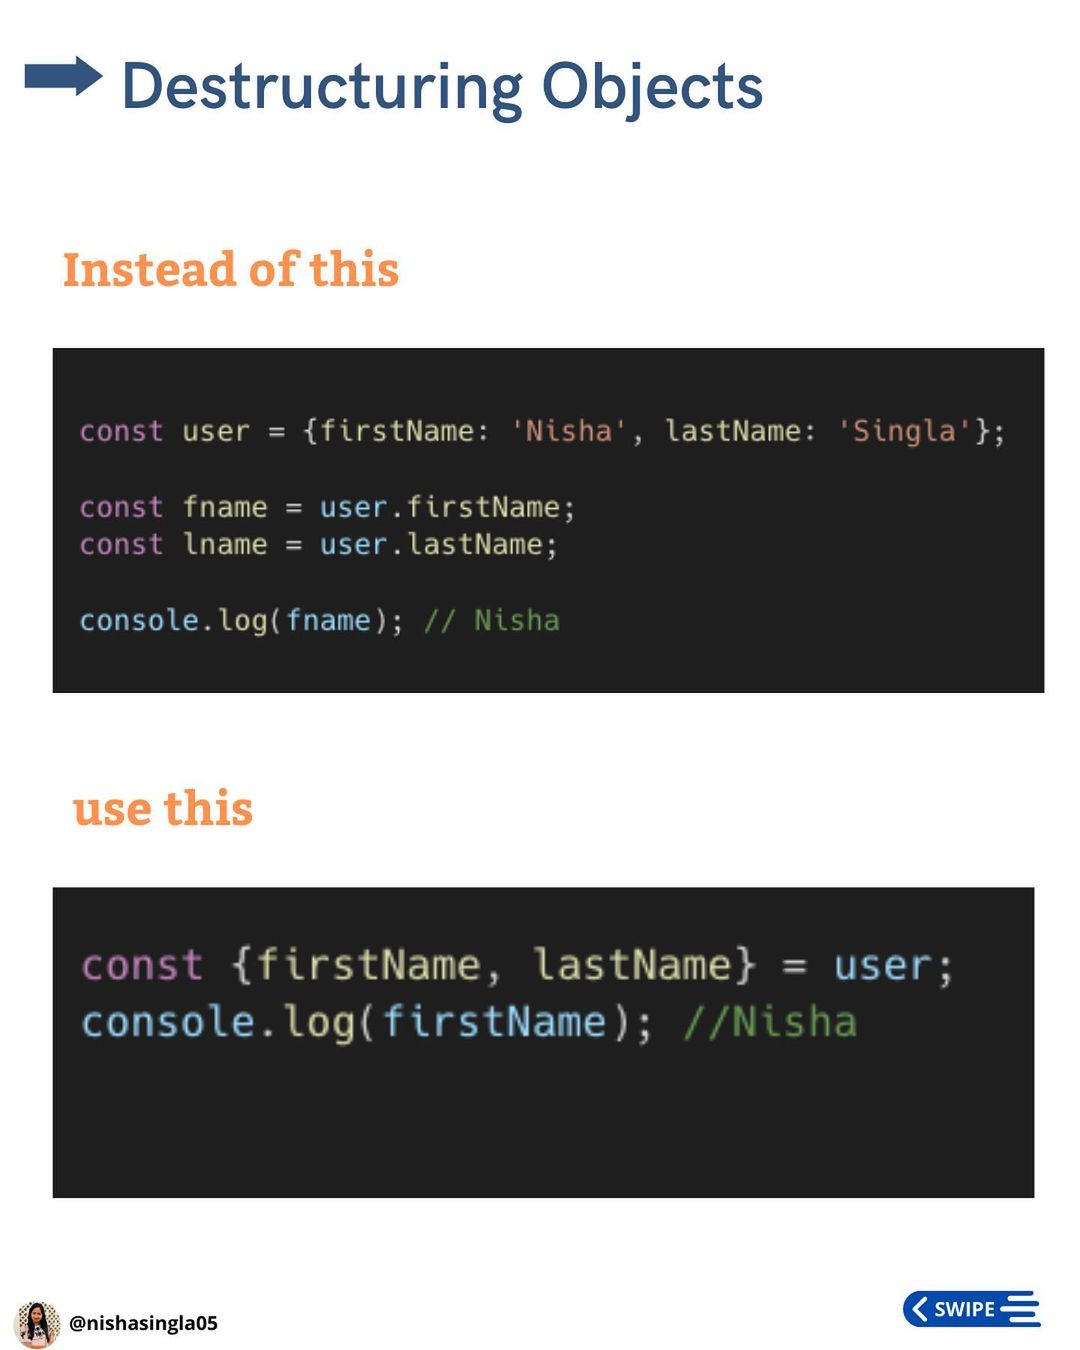 Destructuring Objects
Instead of this
const user = {firstName: 'Nisha', lastName: 'Singla'};
const fname = user.firstName;
const lname = user.lastName;
console.log(fname); // Nisha
use this
const {firstName, lastName} = user;
console.log(firstName); //Nisha
@nishasingla05
SWIPE